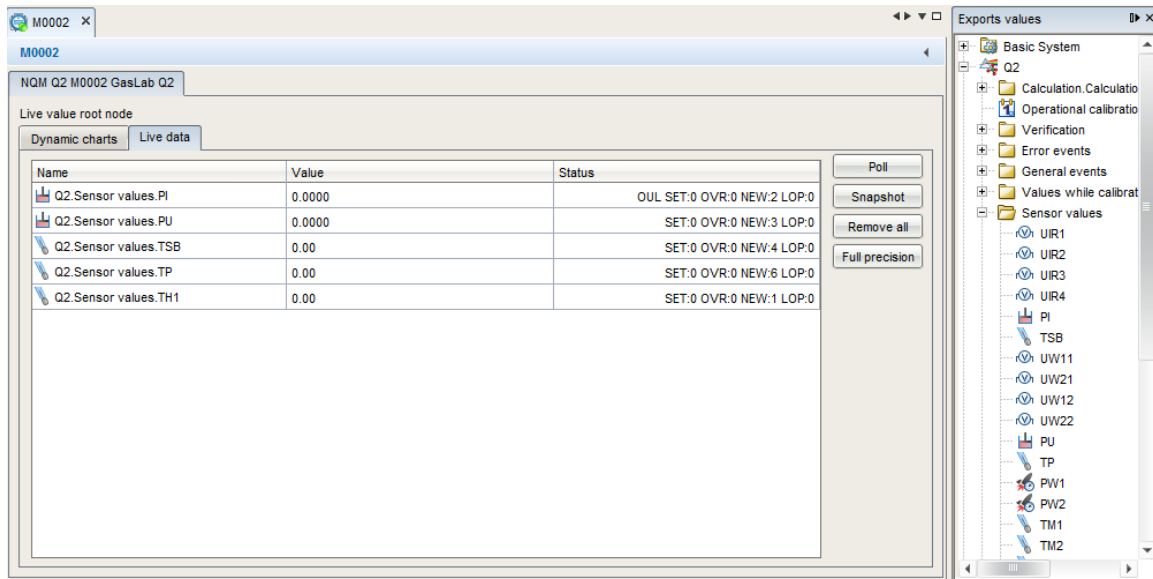 M0002
Exports values
M0002
NQM Q2 M0002 GasLab Q2
Live value root node
Dynamic charts Live data
Name Value Status
Q2.Sensor values.PI 0.0000 OUL SET:0 OVR:0 NEW:2 LOP:0
Q2.Sensor values.PU 0.0000 SET:0 OVR:0 NEW:3 LOP:0
Q2.Sensor values.TSB 0.00 SET:0 OVR:0 NEW:4 LOP:0
Q2.Sensor values.TP 0.00 SET:0 OVR:0 NEW:6 LOP:0
Q2.Sensor values.TH1 0.00 SET:0 OVR:0 NEW:1 LOP:0
Poll
Snapshot
Remove all
Full precision
Basic System
Q2
Calculation.Calculatio
Operational calibratio
Verification
Error events
General events
Values while calibrat
Sensor values
UIR1
UIR2
UIR3
UIR4
PI
TSB
UW11
UW21
UW12
UW22
PU
TP
PW1
PW2
TM1
TM2